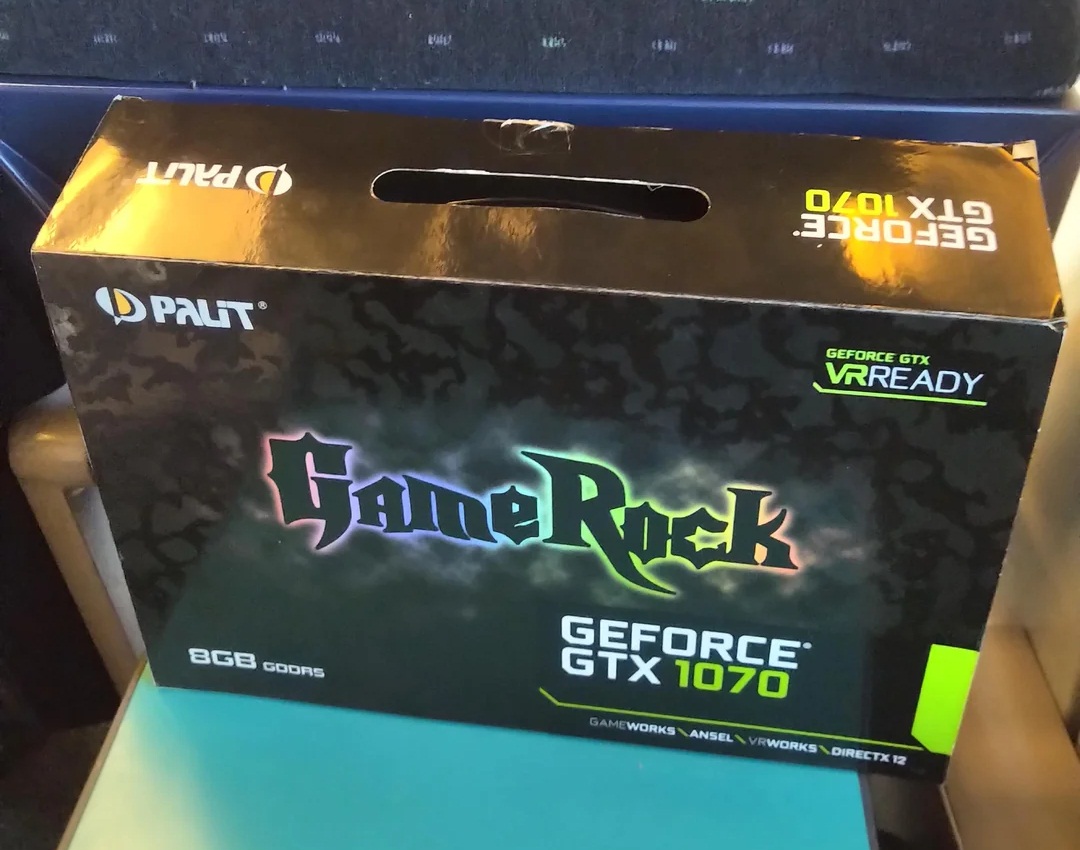 PALIT
GEFORCE®
GTX 1070
PALIT®
GEFORCE GTX
VRREADY
GameRock
GEFORCE®
GTX 1070
8GB GDDR5
GAMEWORKS \ ANSEL \ VRWORKS \ DIRECTX 12